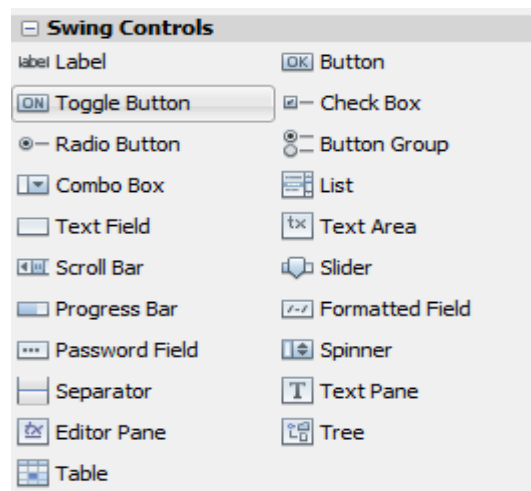 Swing Controls
label Label
OK Button
ON Toggle Button
Check Box
Radio Button
Button Group
Combo Box
List
Text Field
tx Text Area
Scroll Bar
Slider
Progress Bar
Formatted Field
Password Field
Spinner
Separator
T Text Pane
Editor Pane
Tree
Table